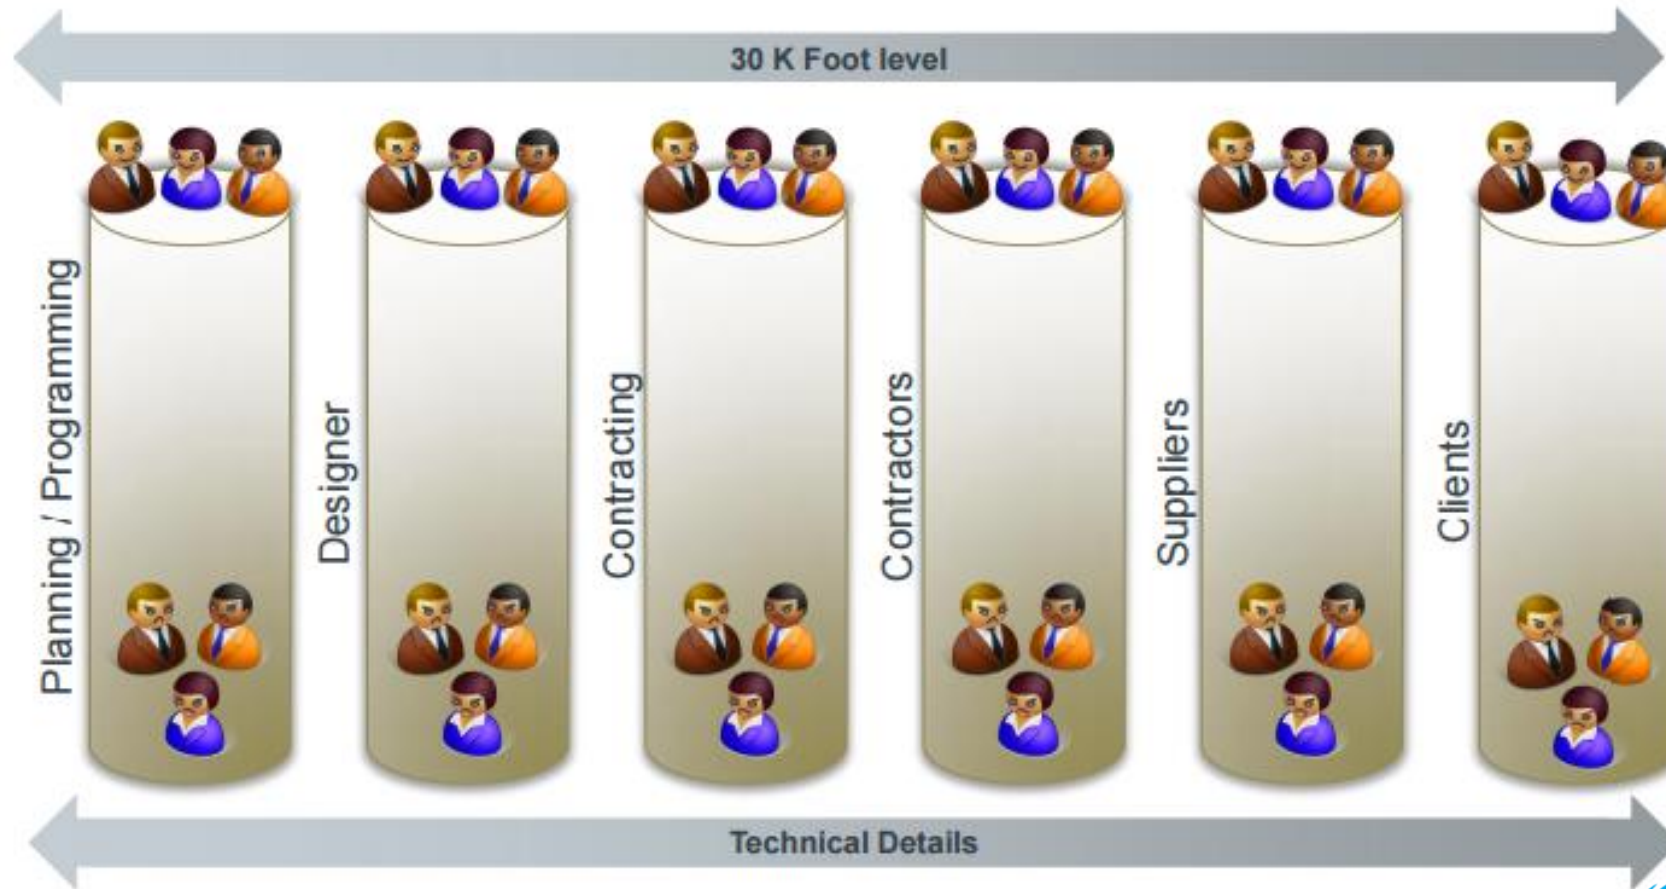 30 K Foot level
Planning / Programming
Designer
Contracting
Contractors
Suppliers
Clients
Technical Details